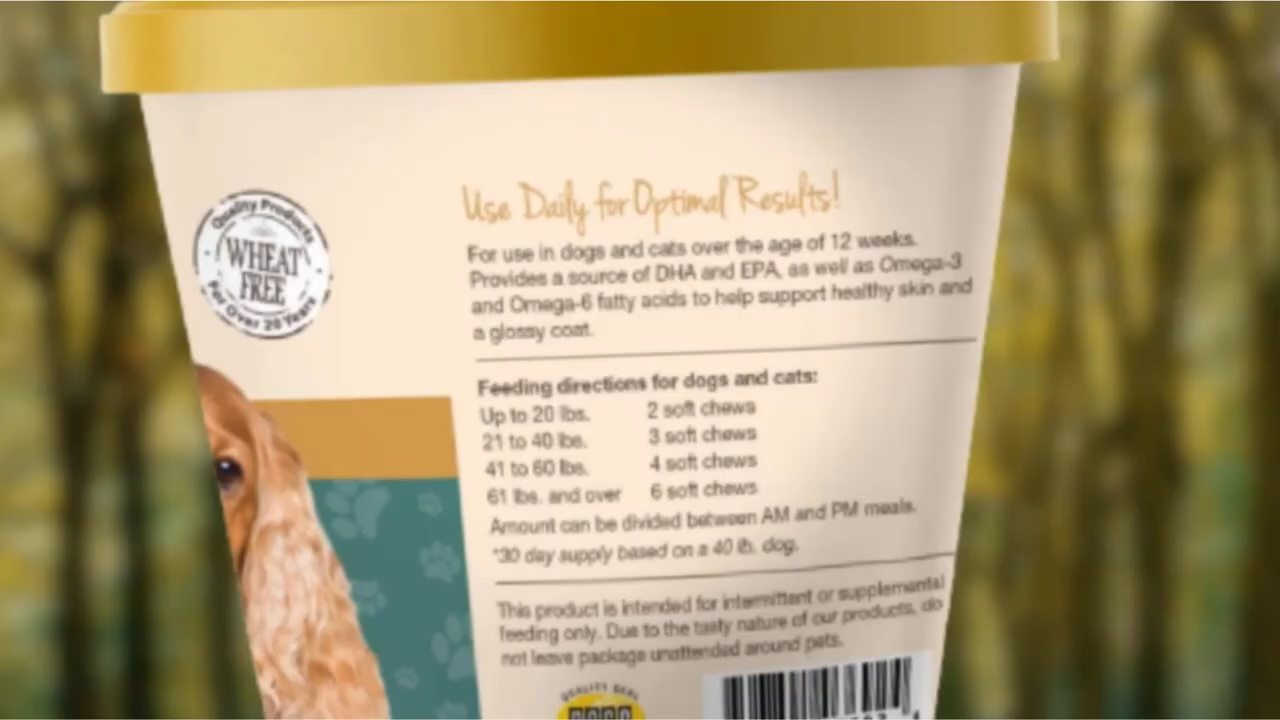 Quality Products
WHEAT
FREE
For Over 20 Years
Use Daily for Optimal Results!
For use in dogs and cats over the age of 12 weeks.
Provides a source of DHA and EPA, as well as Omega-3
and Omega-6 fatty acids to help support healthy skin and
a glossy coat.
Feeding directions for dogs and cats:
Up to 20 lbs. 2 soft chews
21 to 40 lbs. 3 soft chews
41 to 60 lbs. 4 soft chews
61 lbs. and over 6 soft chews
Amount can be divided between AM and PM meals.
*30 day supply based on a 40 lb. dog.
This product is intended for intermittent or supplemental
feeding only. Due to the tasty nature of our products, do
not leave package unattended around pets.
QUALITY SEAL